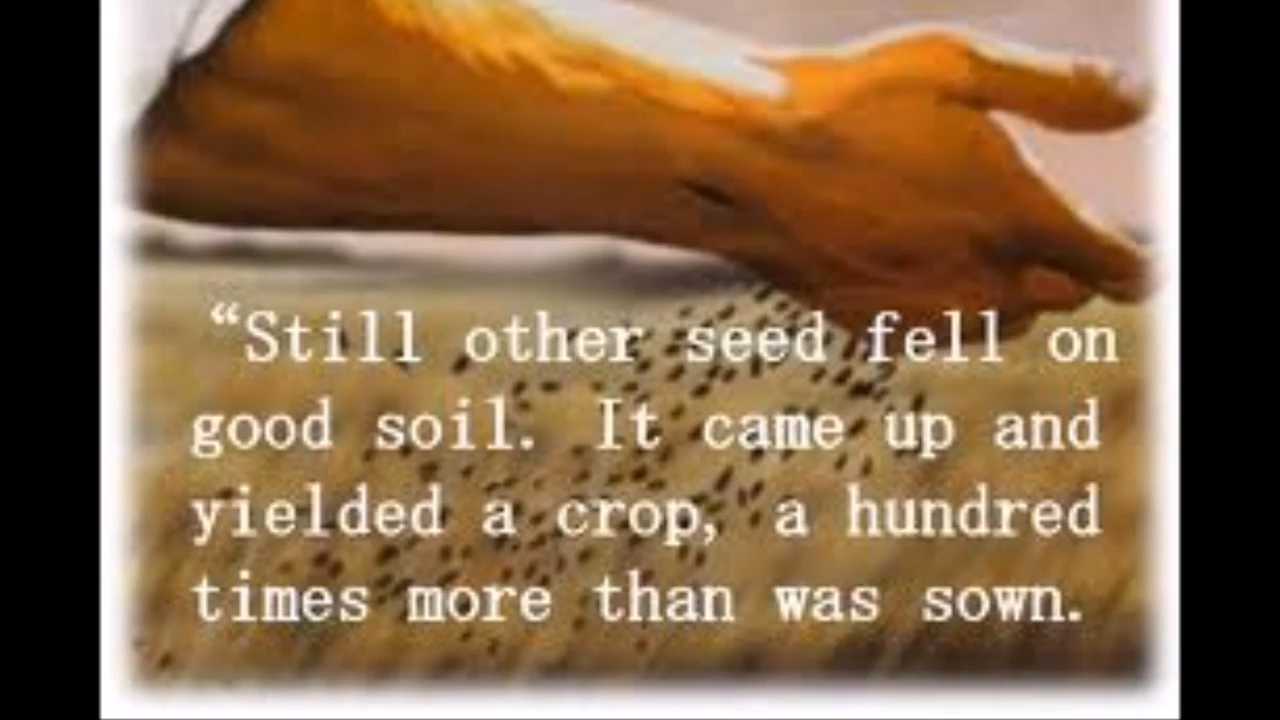 “Still other seed fell on
good soil. It came up and
yielded a crop, a hundred
times more than was sown.